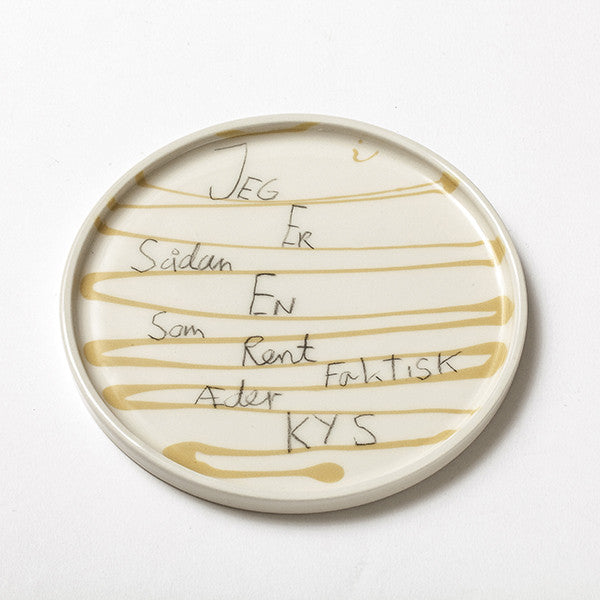 JEG
ER
Sådan
EN
Som
Rent
FaKTiSK
Æder
KYS